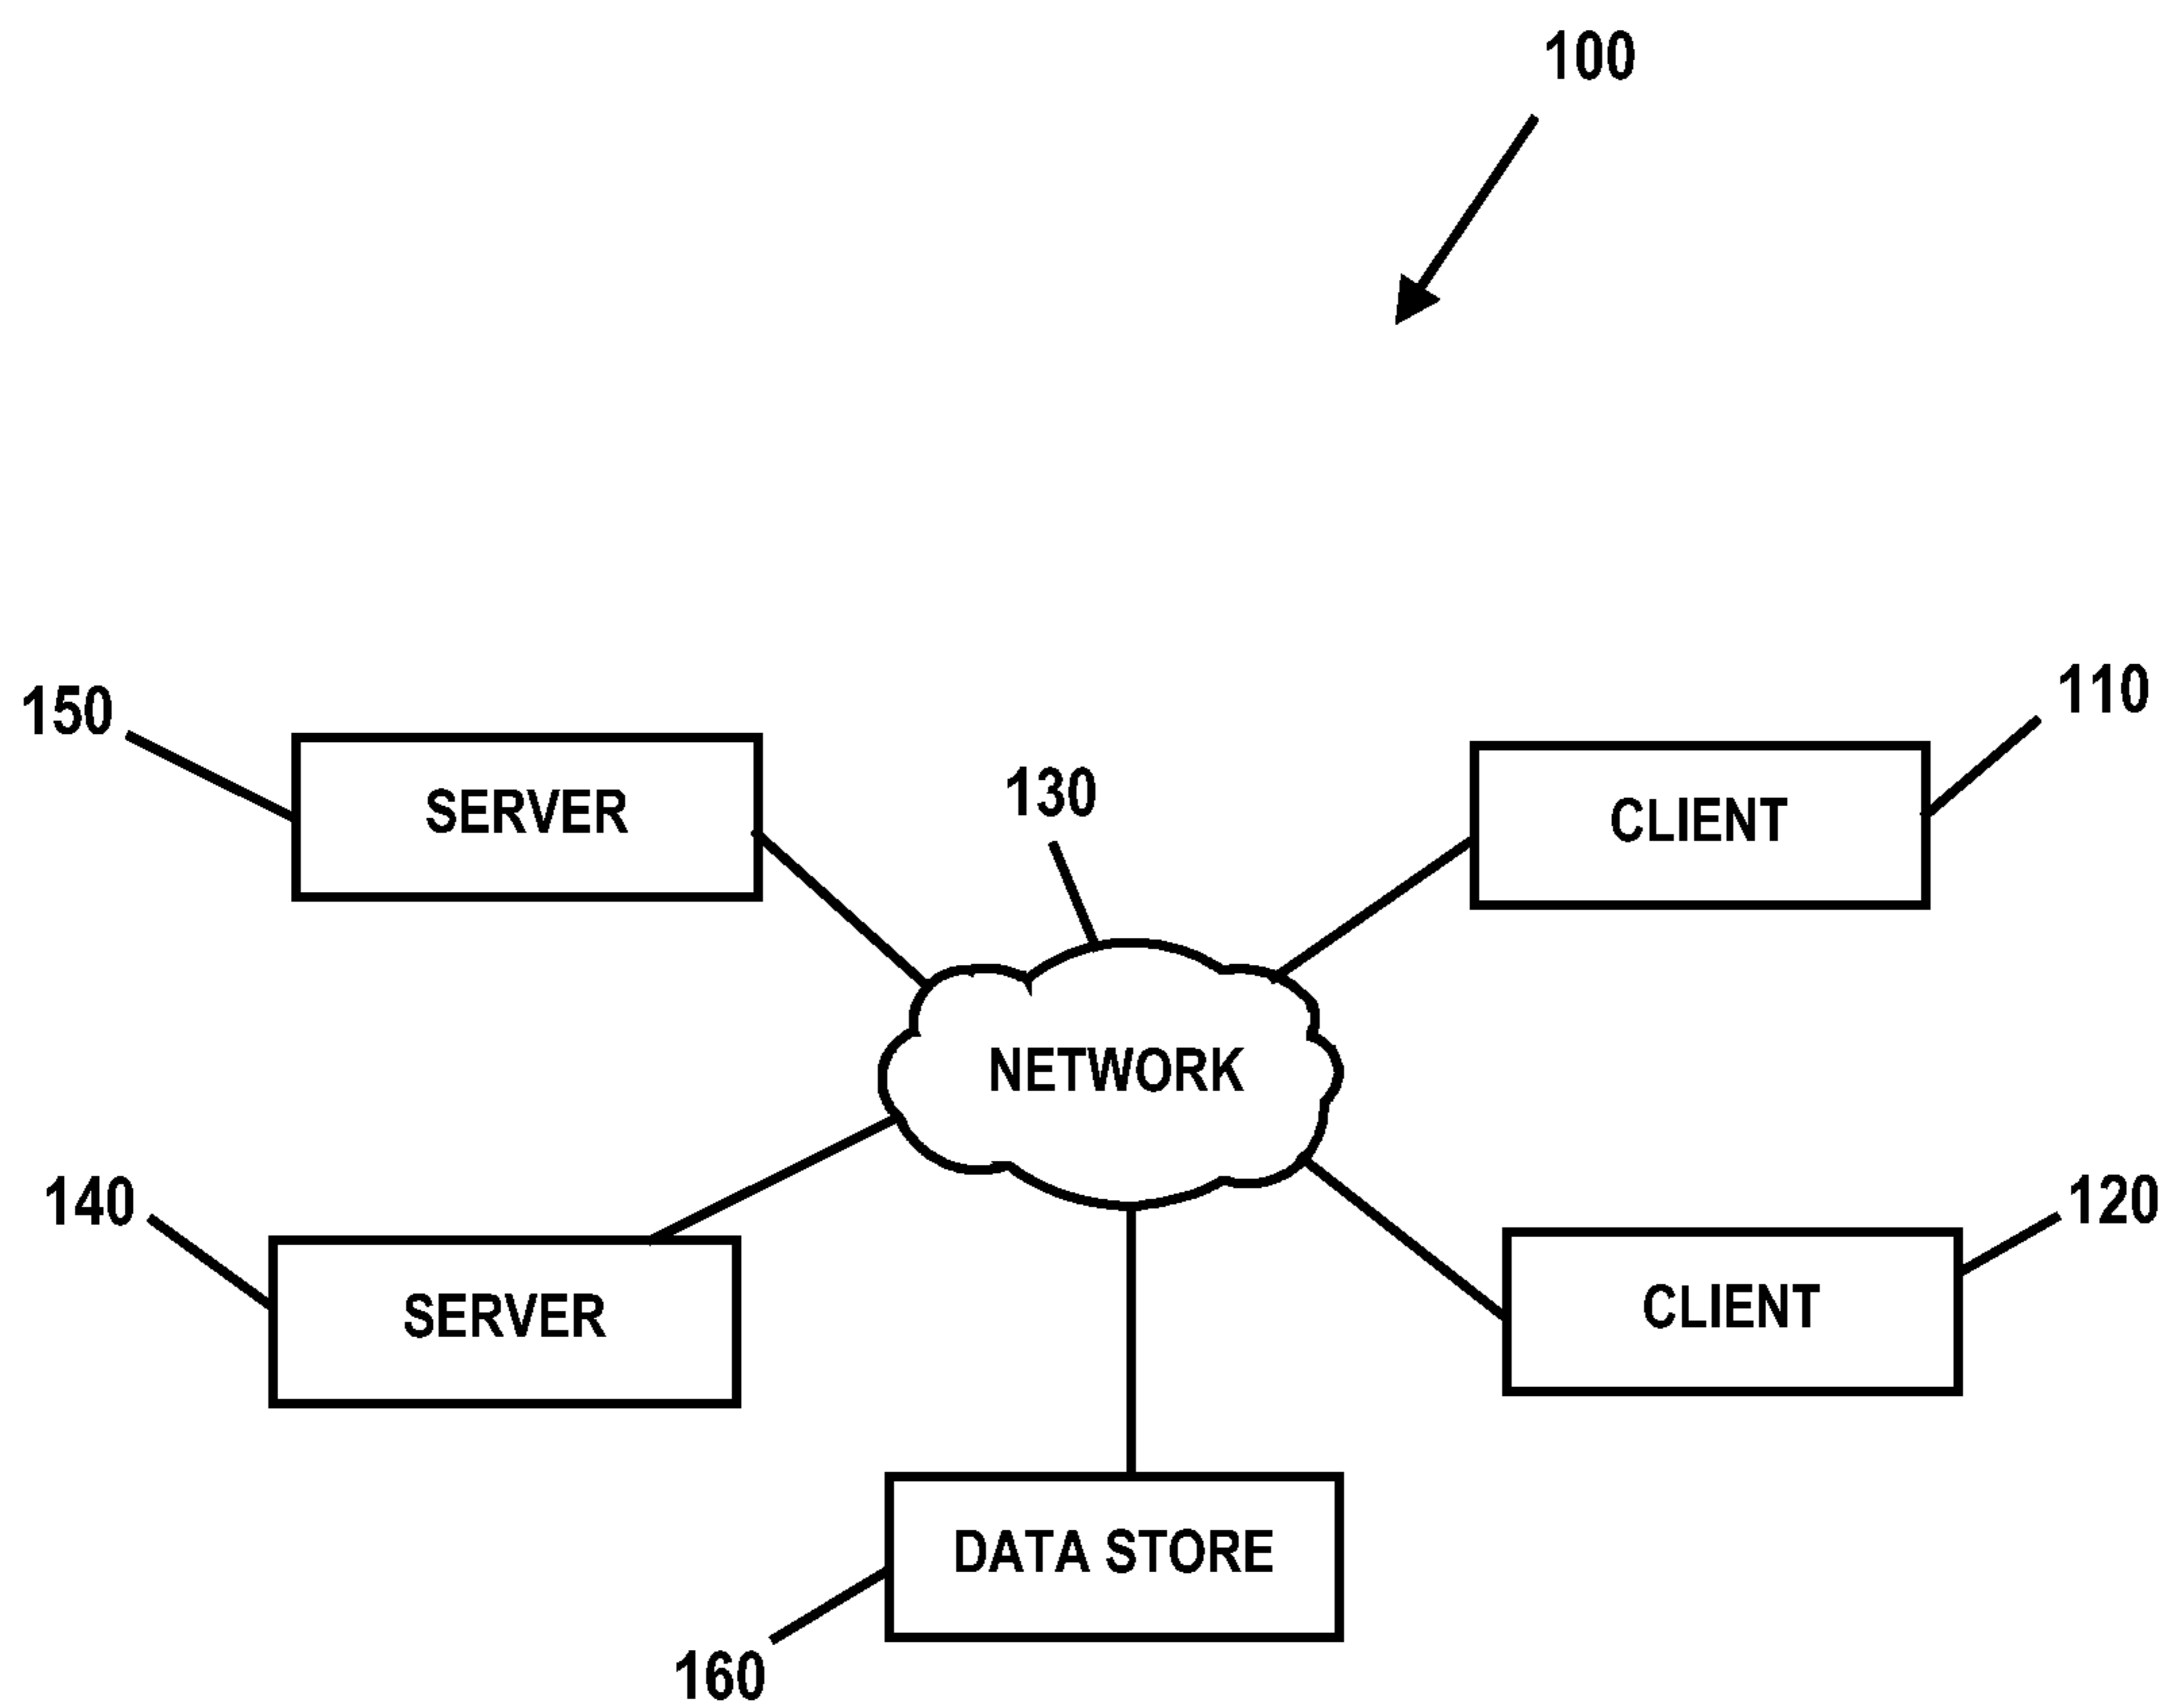 100
150
110
SERVER
130
CLIENT
NETWORK
140
120
SERVER
CLIENT
DATA STORE
160